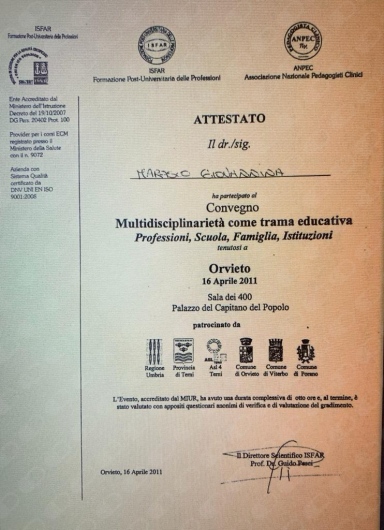 ISFAR
Formazione Post-Universitaria delle Professioni
ISFAR
Formazione Post-Universitaria delle Professioni
ANPEC
Associazione Nazionale Pedagogisti Clinici
Ente Accreditato dal
Ministero dell'Istruzione
Decreto del 19/10/2007
DG Pers. 20402 Prot. 100
Provider per i conti ECM
registrato presso il
Ministero della Salute
con il n. 9072
Azienda con
Sistema Qualità
certificato da
DNV UNI EN ISO
9001-2008
ATTESTATO
Il dr./sig.
GIOVANNINA
ha partecipato al
Convegno
Multidisciplinarietà come trama educativa
Professioni, Scuola, Famiglia, Istituzioni
tenutosi a
Orvieto
16 Aprile 2011
Sala dei 400
Palazzo del Capitano del Popolo
patrocinato da
Regione
Umbria
Provincia
di Terni
Asl 4
Terni
Comune
di Orvieto
Comune
di Viterbo
Comune
di
L'Evento, accreditato dal MIUR, ha avuto una durata complessiva di otto ore e, al termine, è
stato valutato con appositi questionari anonimi di verifica e di valutazione del gradimento.
Il Direttore Scientifico ISFAR
Prof. Dr. Guido Pesci
Orvieto, 16 Aprile 2011